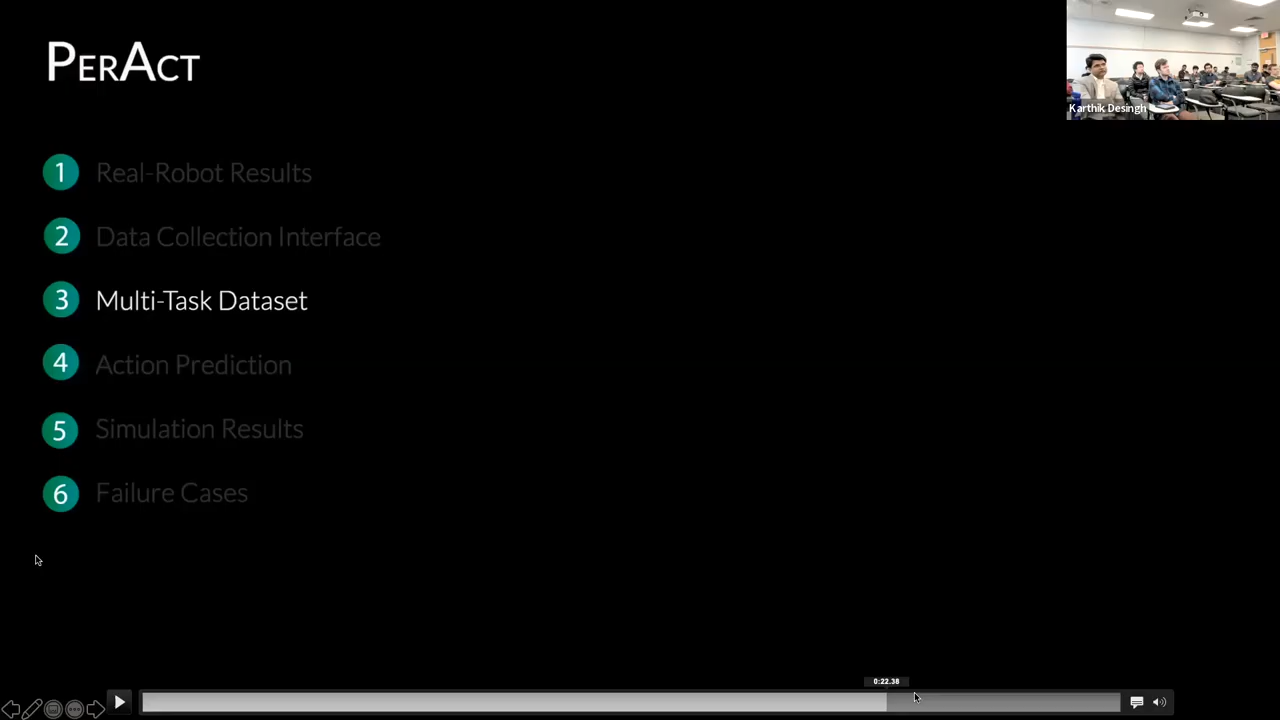 PERACT
Karthik Desingh
1 Real-Robot Results
2 Data Collection Interface
3 Multi-Task Dataset
4 Action Prediction
5 Simulation Results
6 Failure Cases
0:22.38